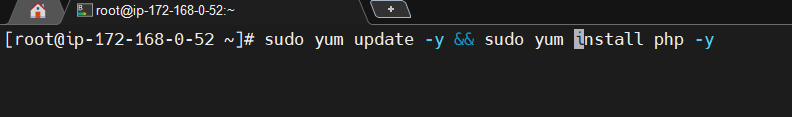 root@ip-172-168-0-52:~
[root@ip-172-168-0-52 ~]# sudo yum update -y && sudo yum install php -y